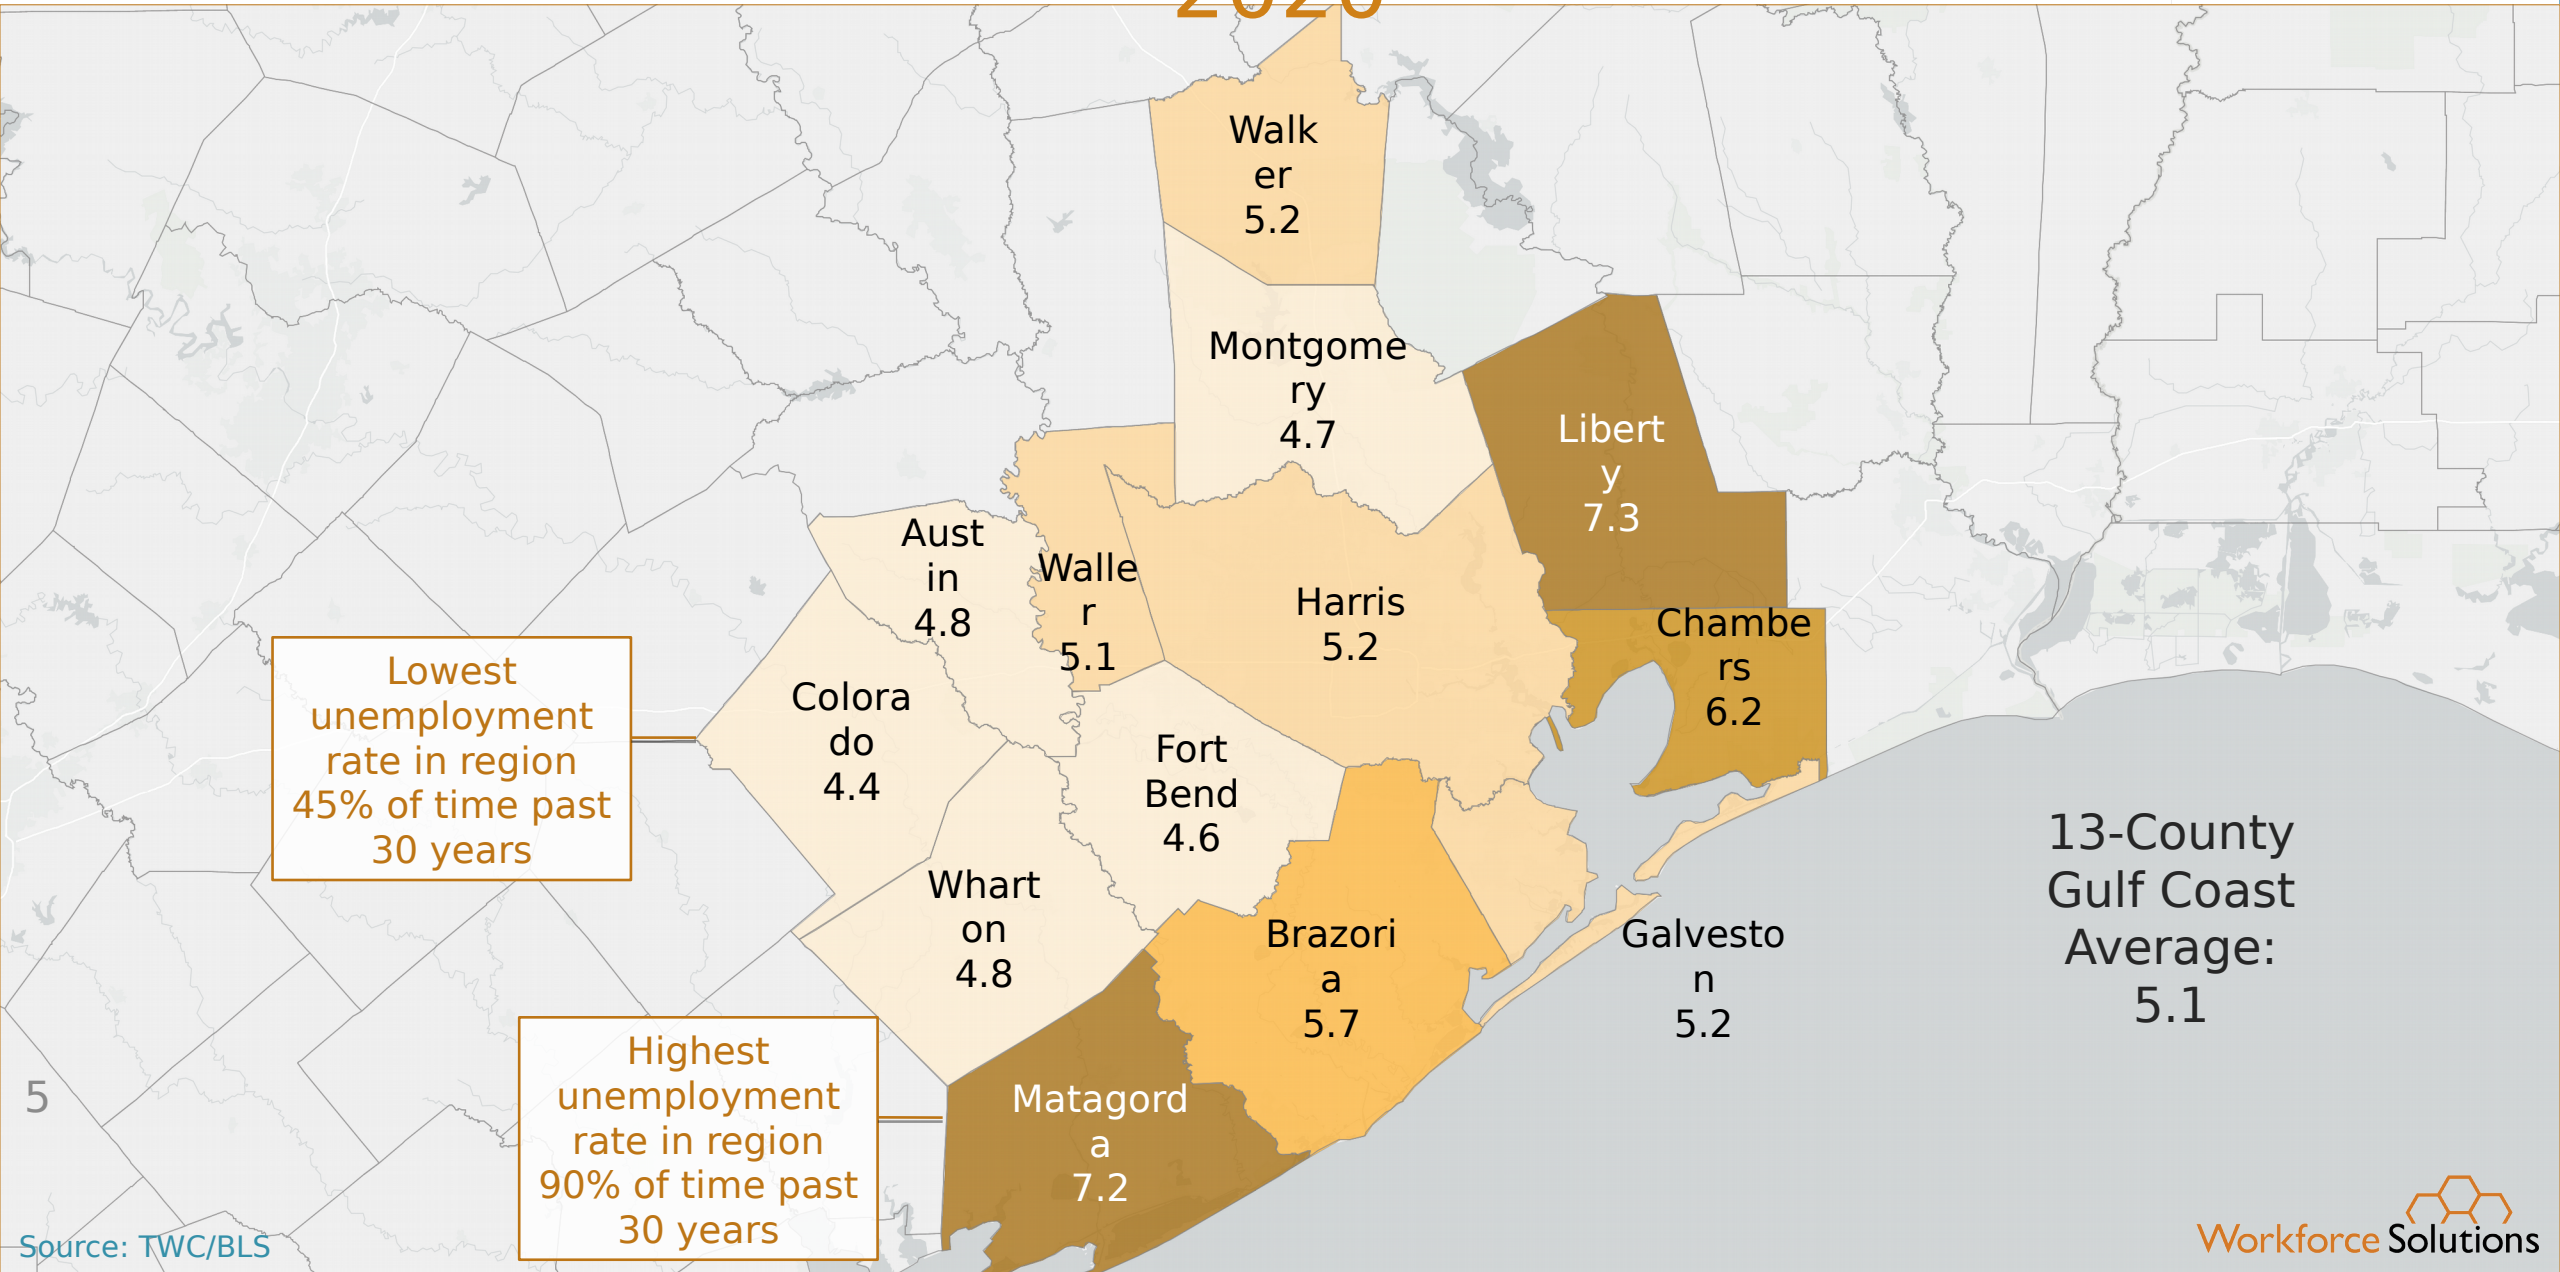 Walk
er
5.2
Montgome
ry
4.7
Libert
y
7.3
Aust
in
4.8
Walle
r
5.1
Harris
5.2
Chambe
rs
6.2
Lowest
unemployment
rate in region
45% of time past
30 years
Colora
do
4.4
Fort
Bend
4.6
13-County
Gulf Coast
Average:
5.1
Whart
on
4.8
Brazori
a
5.7
Galvesto
n
5.2
Highest
unemployment
rate in region
90% of time past
30 years
Matagord
a
7.2
5
Source: TWC/BLS
Workforce Solutions